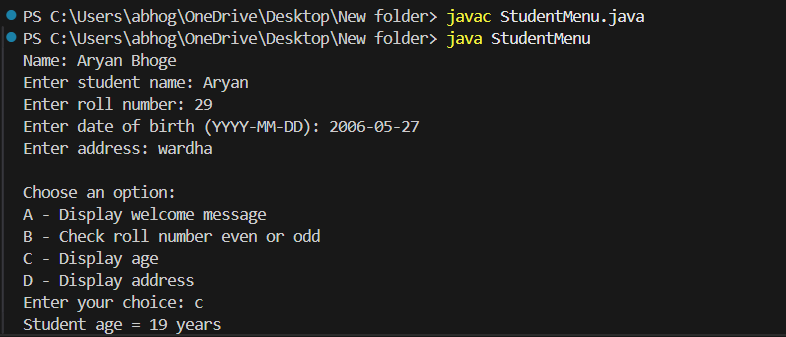 PS C:\Users\abhog\OneDrive\Desktop\New folder> javac StudentMenu.java
PS C:\Users\abhog\OneDrive\Desktop\New folder> java StudentMenu
Name: Aryan Bhoge
Enter student name: Aryan
Enter roll number: 29
Enter date of birth (YYYY-MM-DD): 2006-05-27
Enter address: wardha

Choose an option:
A - Display welcome message
B - Check roll number even or odd
C - Display age
D - Display address
Enter your choice: c
Student age = 19 years